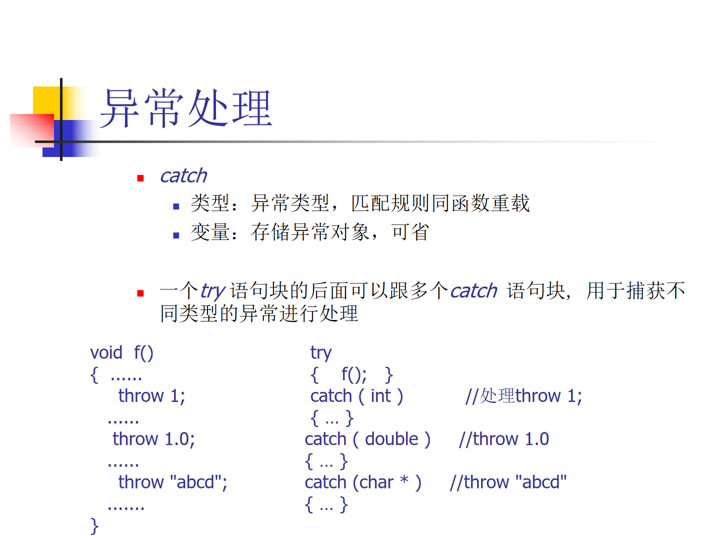 异常处理
catch
类型：异常类型，匹配规则同函数重载
变量：存储异常对象，可省
一个try 语句块的后面可以跟多个catch 语句块，用于捕获不
同类型的异常进行处理
void f()
{ ......
throw 1;
......
throw 1.0;
......
throw "abcd";
.......
}
try
{ f(); }
catch ( int ) //处理throw 1;
{ … }
catch ( double ) //throw 1.0
{ … }
catch (char * ) //throw "abcd"
{ … }